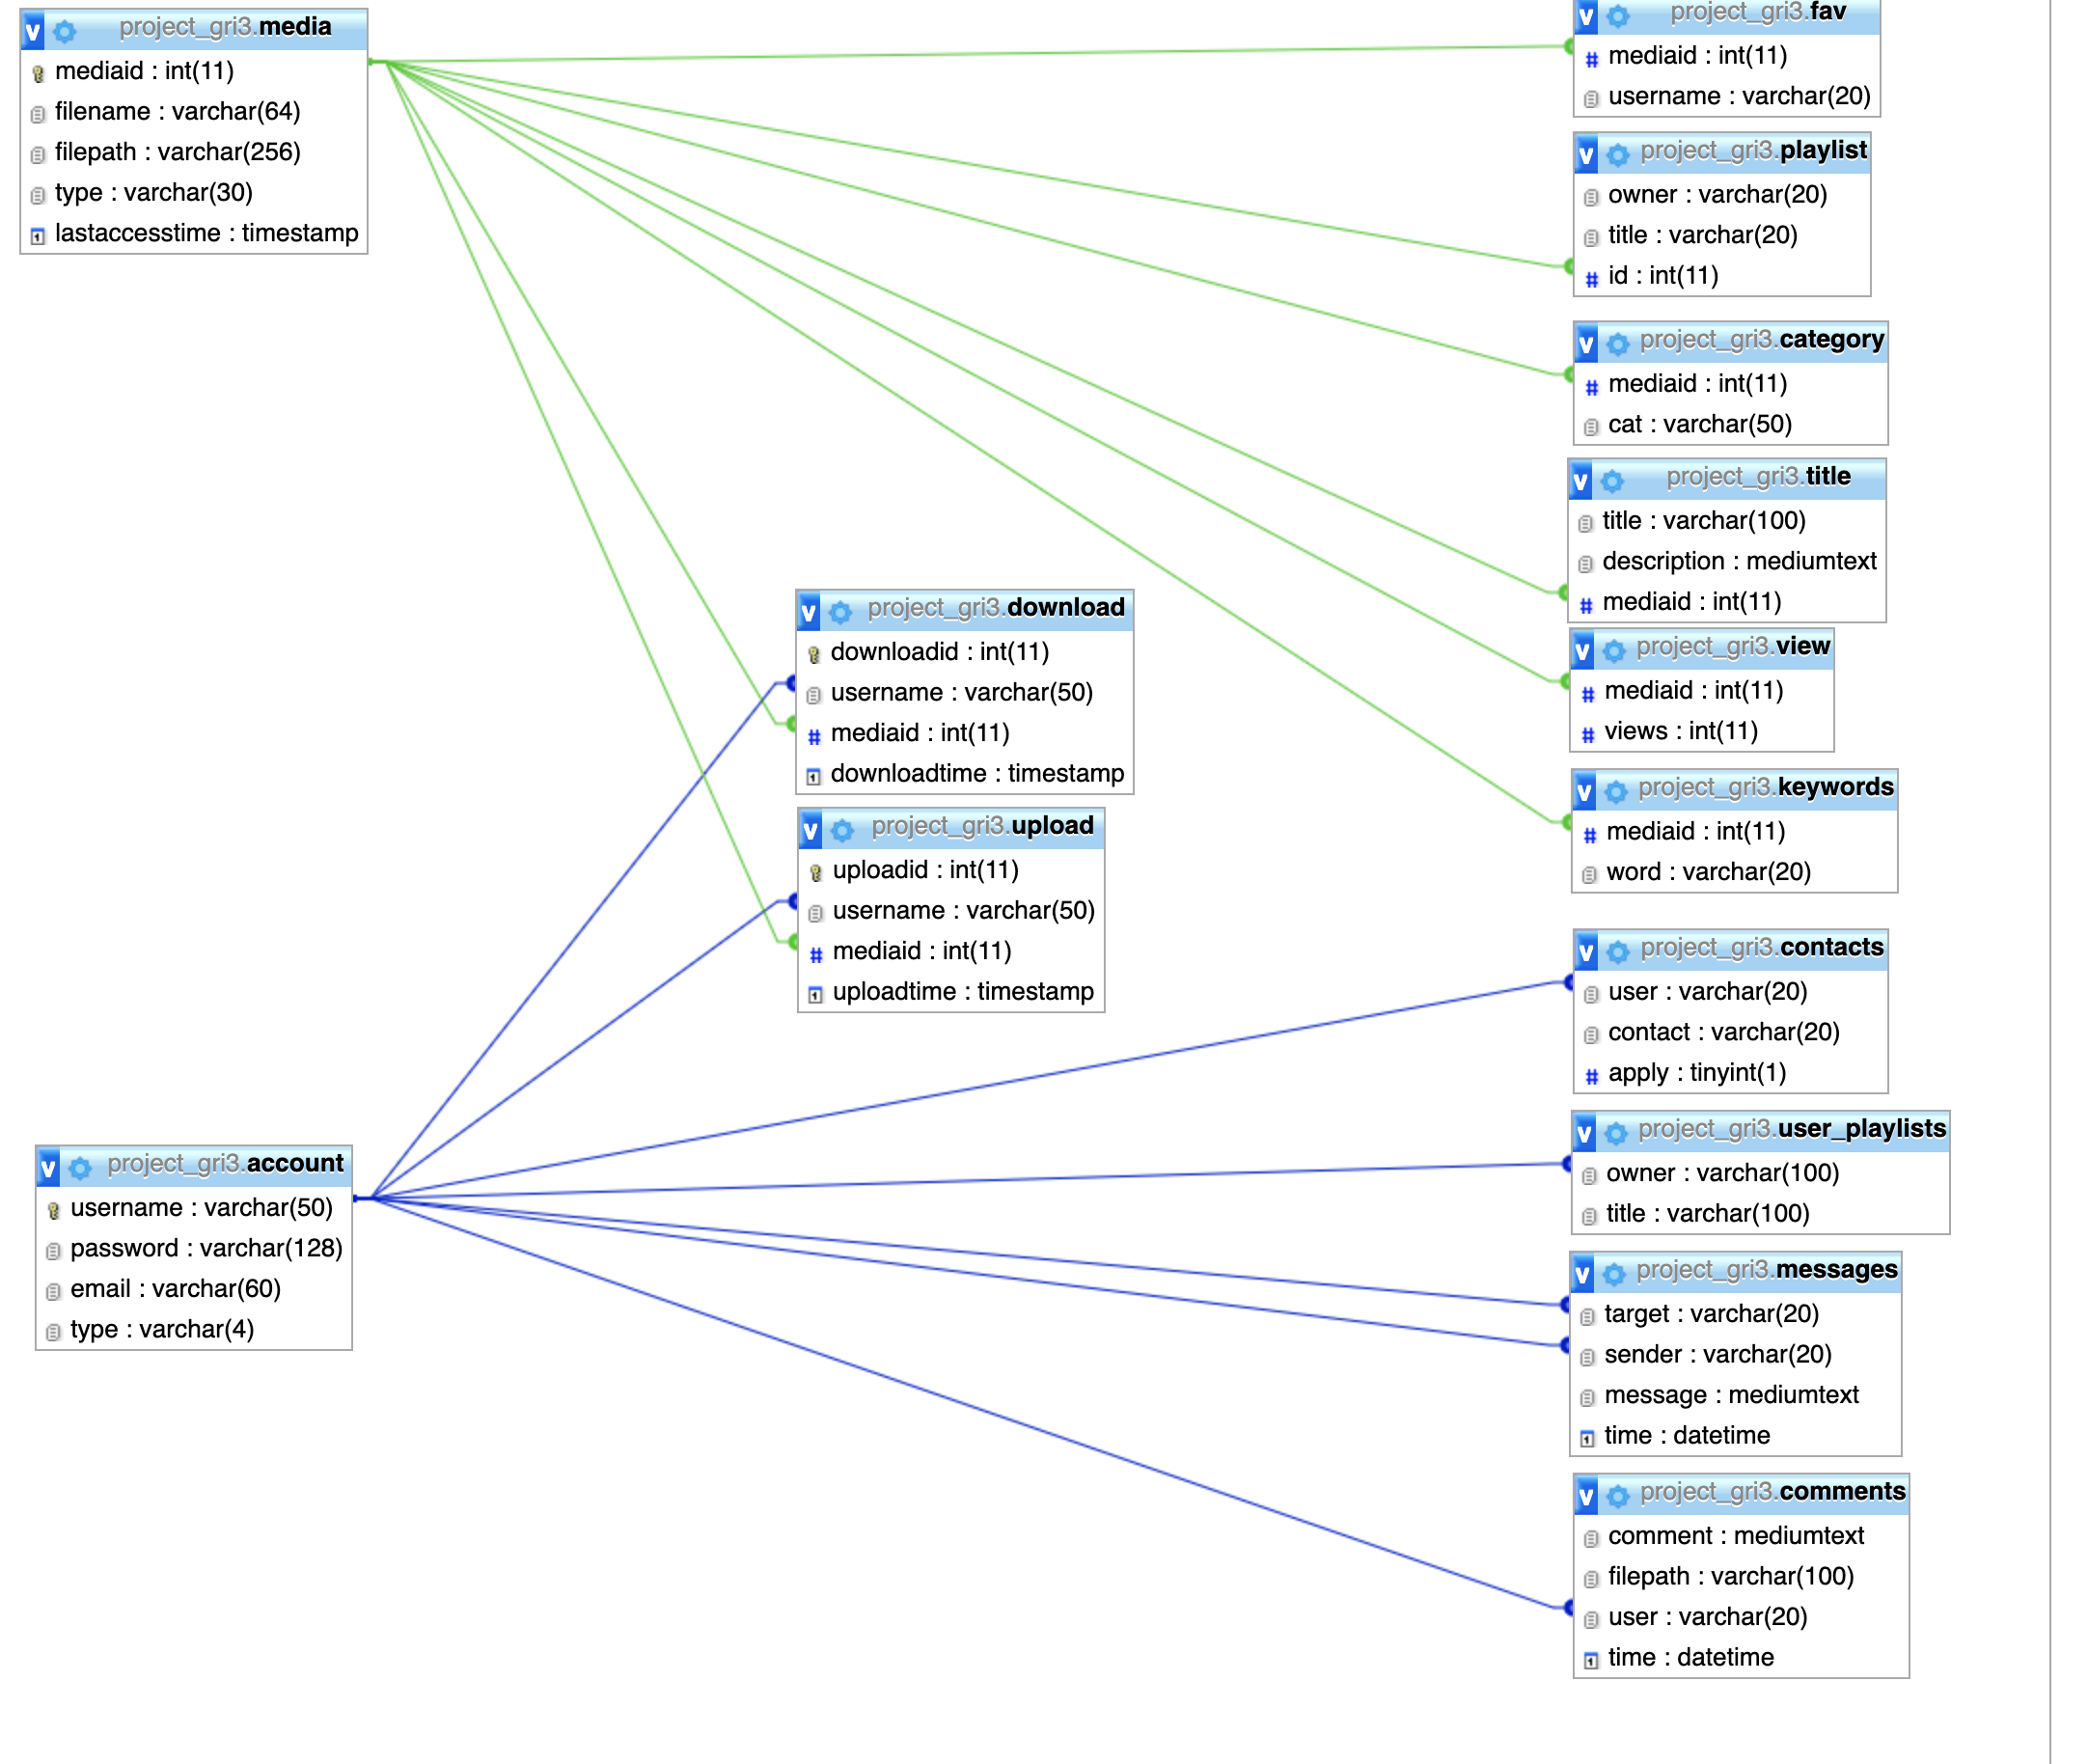 project_gri3.media
mediaid : int(11)
filename : varchar(64)
filepath : varchar(256)
type : varchar(30)
lastaccesstime : timestamp
project_gri3.fav
mediaid : int(11)
username : varchar(20)
project_gri3.playlist
owner : varchar(20)
title : varchar(20)
id : int(11)
project_gri3.category
mediaid : int(11)
cat : varchar(50)
project_gri3.title
title : varchar(100)
description : mediumtext
mediaid : int(11)
project_gri3.download
downloadid : int(11)
username : varchar(50)
mediaid : int(11)
downloadtime : timestamp
project_gri3.view
mediaid : int(11)
views : int(11)
project_gri3.keywords
mediaid : int(11)
word : varchar(20)
project_gri3.upload
uploadid : int(11)
username : varchar(50)
mediaid : int(11)
uploadtime : timestamp
project_gri3.contacts
user : varchar(20)
contact : varchar(20)
apply : tinyint(1)
project_gri3.account
username : varchar(50)
password : varchar(128)
email : varchar(60)
type : varchar(4)
project_gri3.user_playlists
owner : varchar(100)
title : varchar(100)
project_gri3.messages
target : varchar(20)
sender : varchar(20)
message : mediumtext
time : datetime
project_gri3.comments
comment : mediumtext
filepath : varchar(100)
user : varchar(20)
time : datetime